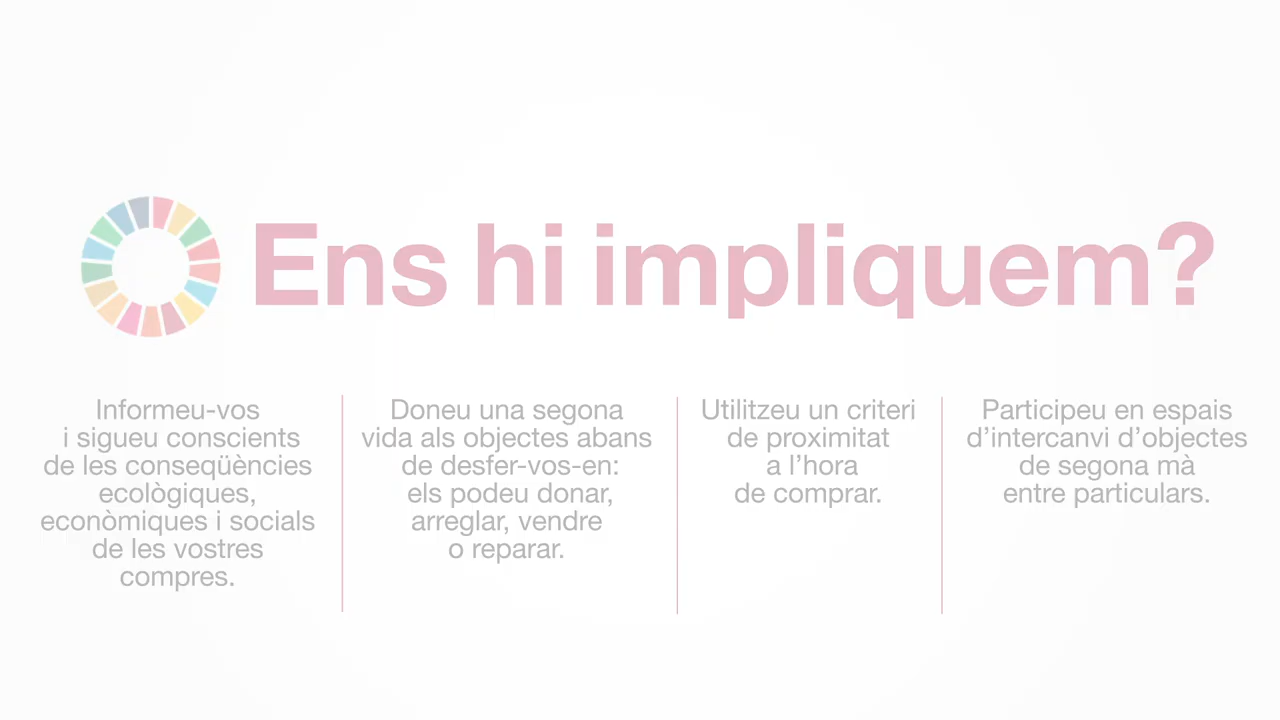 Ens hi impliquem?
Informeu-vos
i sigueu conscients
de les conseqüències
ecològiques,
econòmiques i socials
de les vostres
compres.
Doneu una segona
vida als objectes abans
de desfer-vos-en:
els podeu donar,
arreglar, vendre
o reparar.
Utilitzeu un criteri
de proximitat
a l’hora
de comprar.
Participeu en espais
d’intercanvi d’objectes
de segona mà
entre particulars.